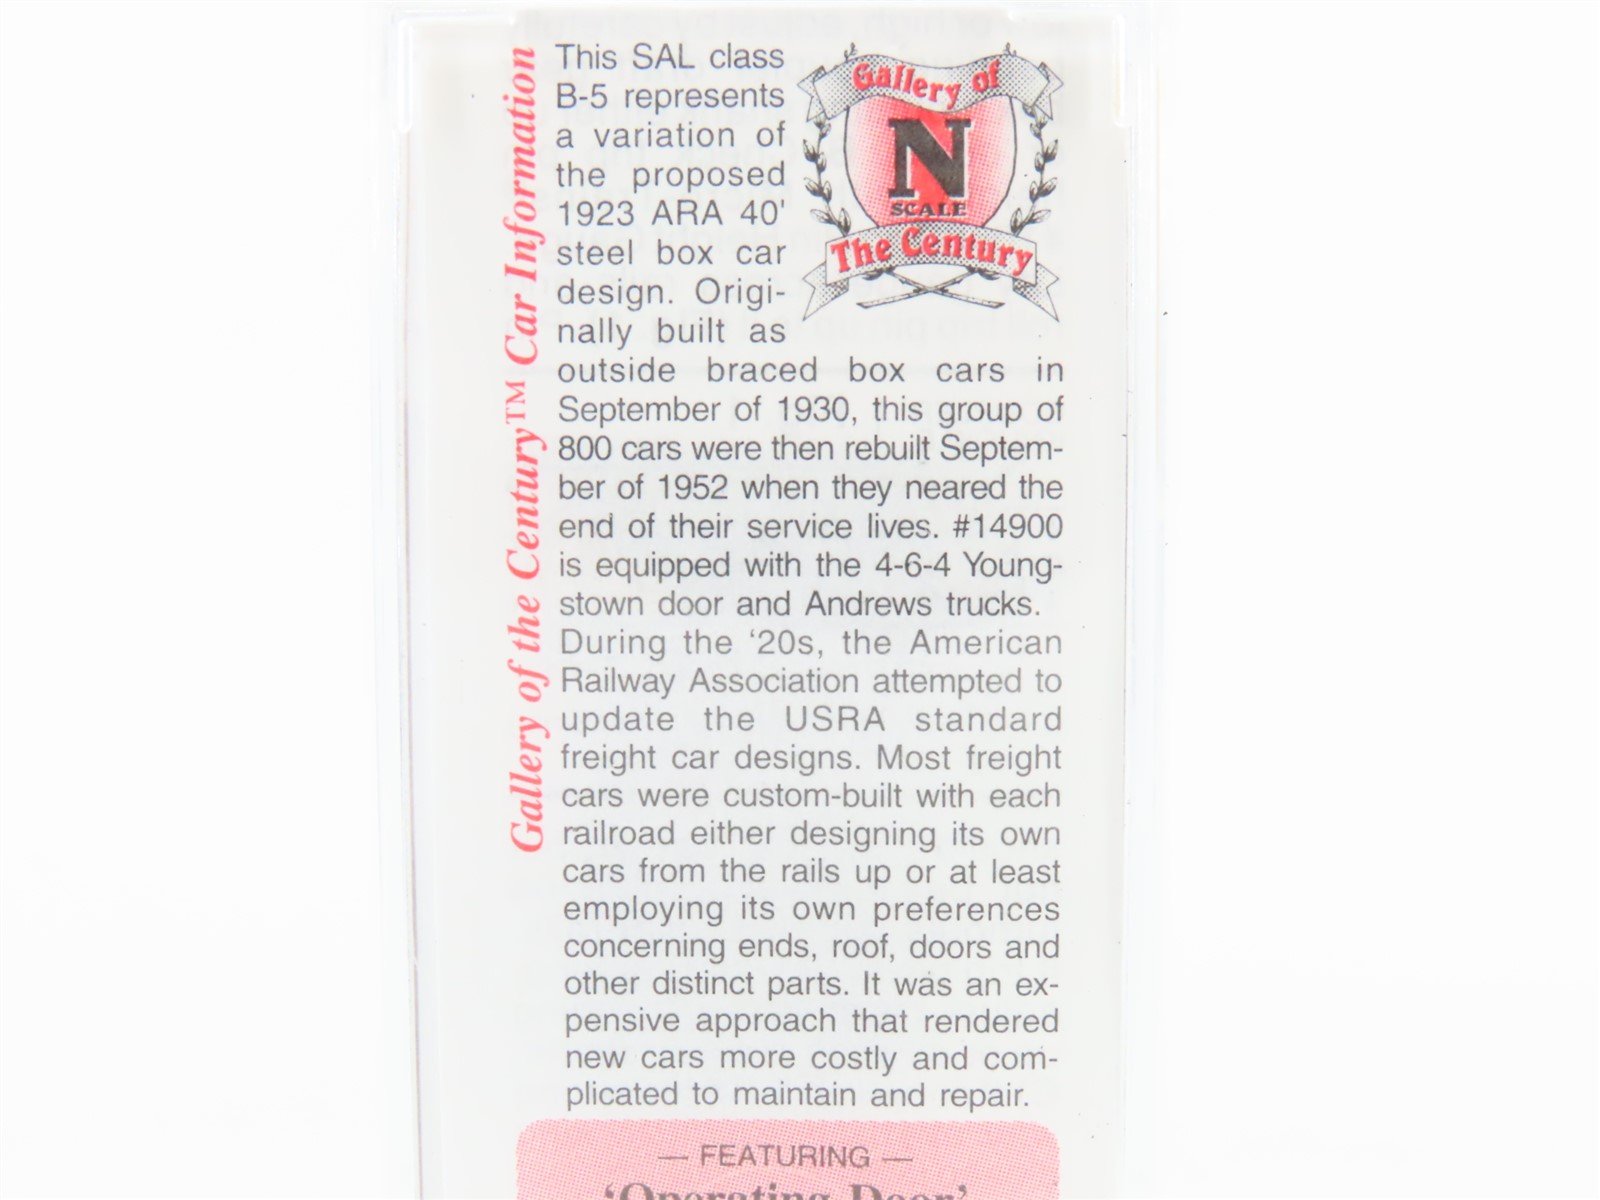 Gallery of the Century™ Car Information
This SAL class
B-5 represents
a variation of
the proposed
1923 ARA 40'
steel box car
design. Origi-
nally built as
outside braced box cars in
September of 1930, this group of
800 cars were then rebuilt Septem-
ber of 1952 when they neared the
end of their service lives. #14900
is equipped with the 4-6-4 Young-
stown door and Andrews trucks.
During the ‘20s, the American
Railway Association attempted to
update the USRA standard
freight car designs. Most freight
cars were custom-built with each
railroad either designing its own
cars from the rails up or at least
employing its own preferences
concerning ends, roof, doors and
other distinct parts. It was an ex-
pensive approach that rendered
new cars more costly and com-
plicated to maintain and repair.
Gallery of
N
SCALE
The Century
— FEATURING —
‘Operating Door’